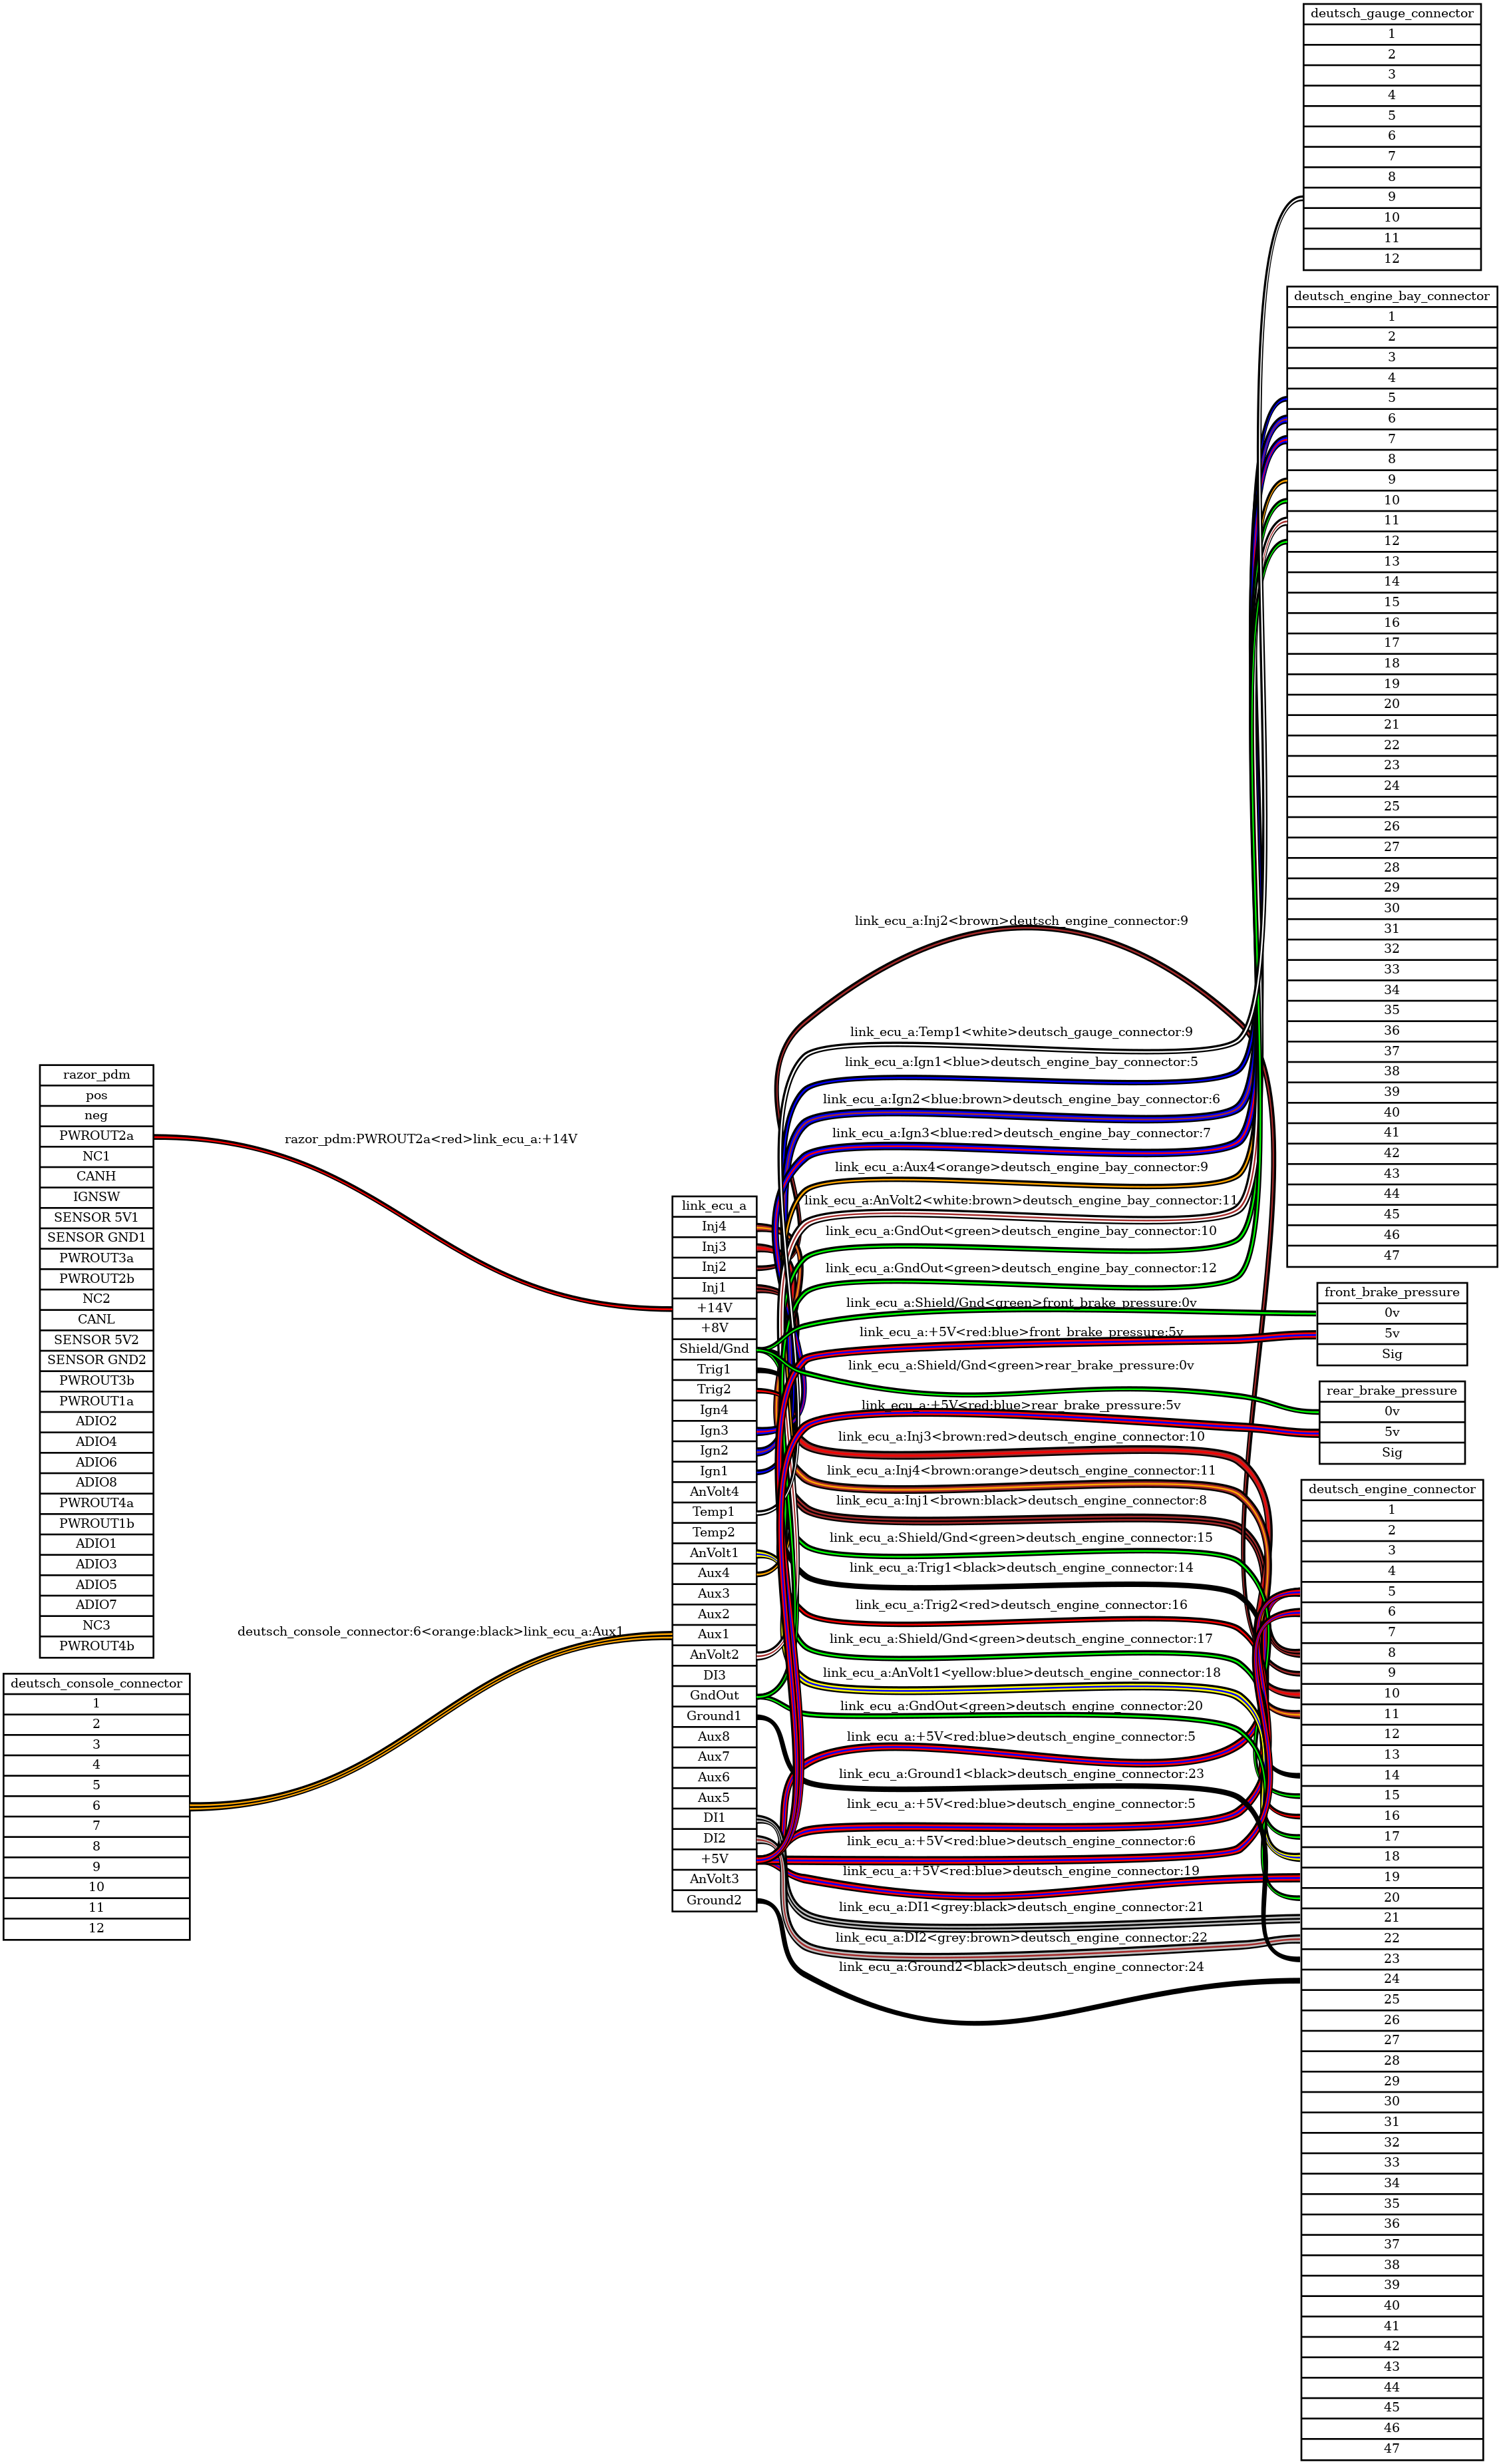 deutsch_gauge_connector
1
2
3
4
5
6
7
8
9
10
11
12
deutsch_engine_bay_connector
1
2
3
4
5
6
7
8
9
10
11
12
13
14
15
16
17
18
19
20
21
22
23
24
25
26
27
28
29
30
31
32
33
34
35
36
37
38
39
40
41
42
43
44
45
46
47
front_brake_pressure
0v
5v
Sig
rear_brake_pressure
0v
5v
Sig
deutsch_engine_connector
1
2
3
4
5
6
7
8
9
10
11
12
13
14
15
16
17
18
19
20
21
22
23
24
25
26
27
28
29
30
31
32
33
34
35
36
37
38
39
40
41
42
43
44
45
46
47
link_ecu_a:Inj2<brown>deutsch_engine_connector:9
link_ecu_a:Temp1<white>deutsch_gauge_connector:9
link_ecu_a:Ign1<blue>deutsch_engine_bay_connector:5
link_ecu_a:Ign2<blue:brown>deutsch_engine_bay_connector:6
link_ecu_a:Ign3<blue:red>deutsch_engine_bay_connector:7
link_ecu_a:Aux4<orange>deutsch_engine_bay_connector:9
link_ecu_a:AnVolt2<white:brown>deutsch_engine_bay_connector:11
link_ecu_a:GndOut<green>deutsch_engine_bay_connector:10
link_ecu_a:GndOut<green>deutsch_engine_bay_connector:12
link_ecu_a:Shield/Gnd<green>front_brake_pressure:0v
link_ecu_a:+5V<red:blue>front_brake_pressure:5v
link_ecu_a:Shield/Gnd<green>rear_brake_pressure:0v
link_ecu_a:+5V<red:blue>rear_brake_pressure:5v
link_ecu_a:Inj3<brown:red>deutsch_engine_connector:10
link_ecu_a:Inj4<brown:orange>deutsch_engine_connector:11
link_ecu_a:Inj1<brown:black>deutsch_engine_connector:8
link_ecu_a:Shield/Gnd<green>deutsch_engine_connector:15
link_ecu_a:Trig1<black>deutsch_engine_connector:14
link_ecu_a:Trig2<red>deutsch_engine_connector:16
link_ecu_a:Shield/Gnd<green>deutsch_engine_connector:17
link_ecu_a:AnVolt1<yellow:blue>deutsch_engine_connector:18
link_ecu_a:GndOut<green>deutsch_engine_connector:20
link_ecu_a:+5V<red:blue>deutsch_engine_connector:5
link_ecu_a:Ground1<black>deutsch_engine_connector:23
link_ecu_a:+5V<red:blue>deutsch_engine_connector:5
link_ecu_a:+5V<red:blue>deutsch_engine_connector:6
link_ecu_a:+5V<red:blue>deutsch_engine_connector:19
link_ecu_a:DI1<grey:black>deutsch_engine_connector:21
link_ecu_a:DI2<grey:brown>deutsch_engine_connector:22
link_ecu_a:Ground2<black>deutsch_engine_connector:24
razor_pdm
pos
neg
PWROUT2a
NC1
CANH
IGNSW
SENSOR 5V1
SENSOR GND1
PWROUT3a
PWROUT2b
NC2
CANL
SENSOR 5V2
SENSOR GND2
PWROUT3b
PWROUT1a
ADIO2
ADIO4
ADIO6
ADIO8
PWROUT4a
PWROUT1b
ADIO1
ADIO3
ADIO5
ADIO7
NC3
PWROUT4b
razor_pdm:PWROUT2a<red>link_ecu_a:+14V
deutsch_console_connector:6<orange:black>link_ecu_a:Aux1
deutsch_console_connector
1
2
3
4
5
6
7
8
9
10
11
12
link_ecu_a
Inj4
Inj3
Inj2
Inj1
+14V
+8V
Shield/Gnd
Trig1
Trig2
Ign4
Ign3
Ign2
Ign1
AnVolt4
Temp1
Temp2
AnVolt1
Aux4
Aux3
Aux2
Aux1
AnVolt2
DI3
GndOut
Ground1
Aux8
Aux7
Aux6
Aux5
DI1
DI2
+5V
AnVolt3
Ground2